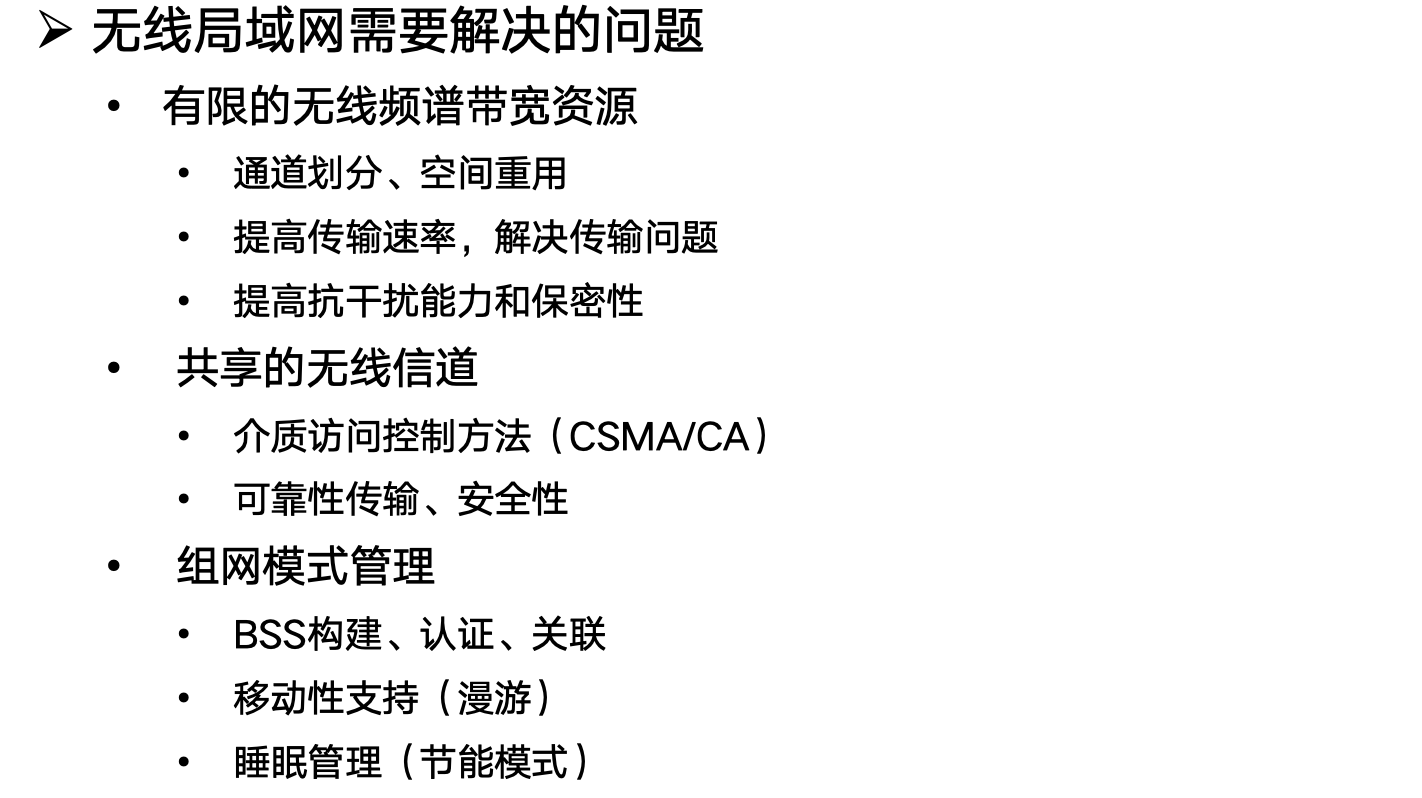 ➢ 无线局域网需要解决的问题
• 有限的无线频谱带宽资源
• 通道划分、空间重用
• 提高传输速率，解决传输问题
• 提高抗干扰能力和保密性
• 共享的无线信道
• 介质访问控制方法（CSMA/CA）
• 可靠性传输、安全性
• 组网模式管理
• BSS构建、认证、关联
• 移动性支持（漫游）
• 睡眠管理（节能模式）